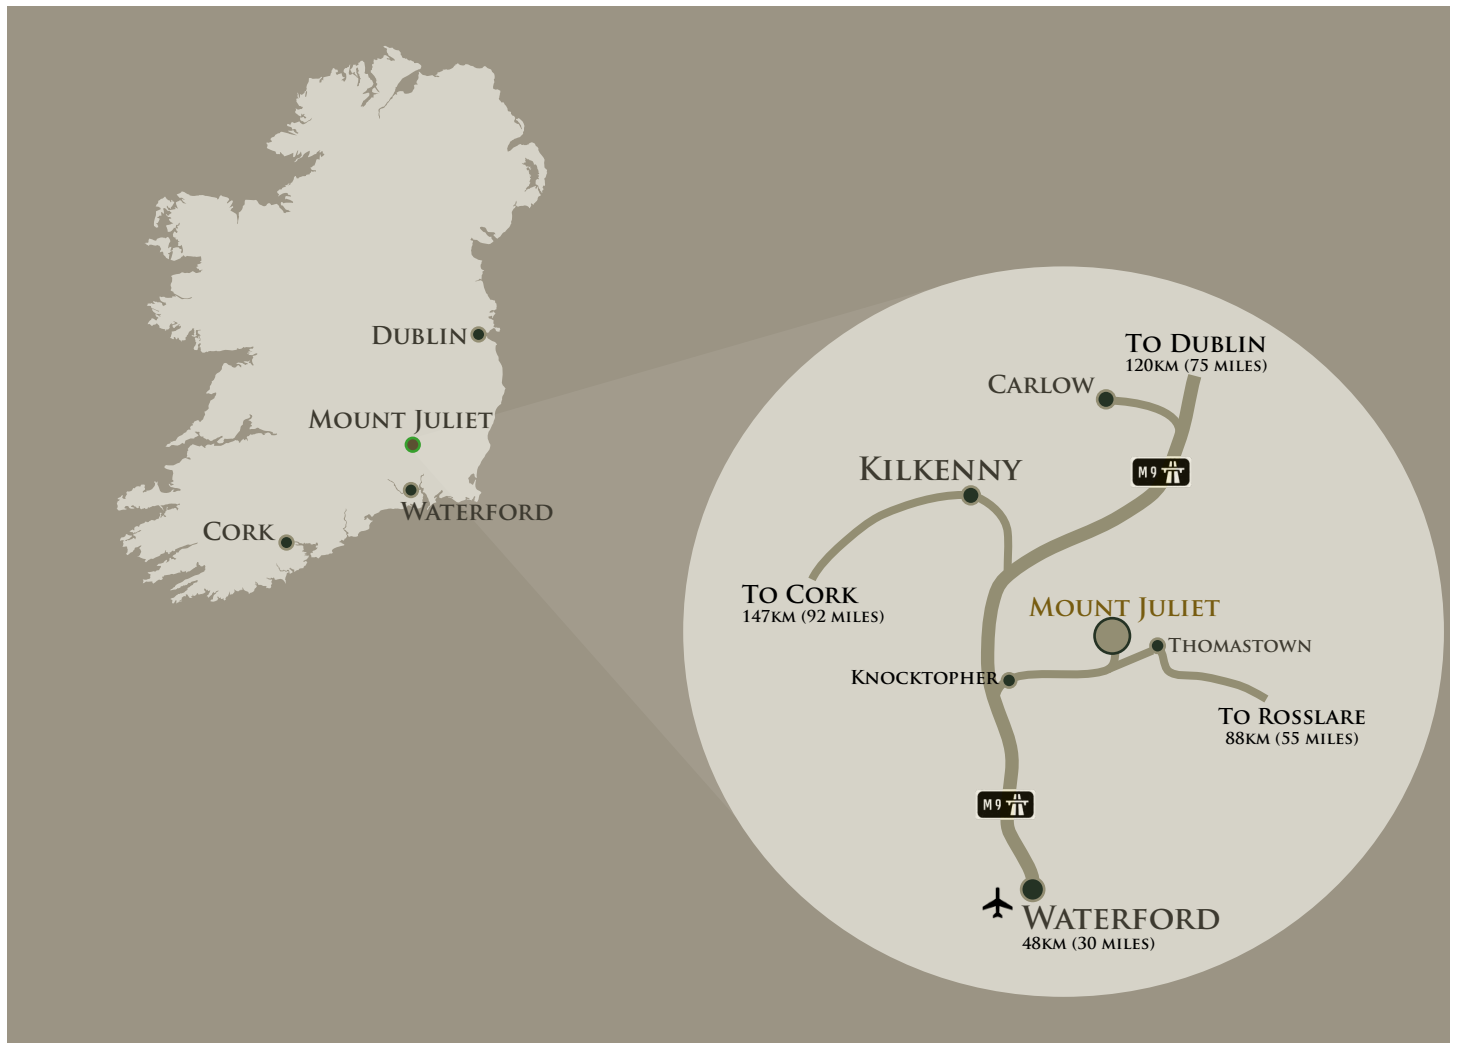 Dublin
Mount Juliet
Waterford
Cork
To Dublin
120km (75 miles)
Carlow
M9
Kilkenny
To Cork
147km (92 miles)
Mount Juliet
Thomastown
Knocktopher
To Rosslare
88km (55 miles)
M9
Waterford
48km (30 miles)